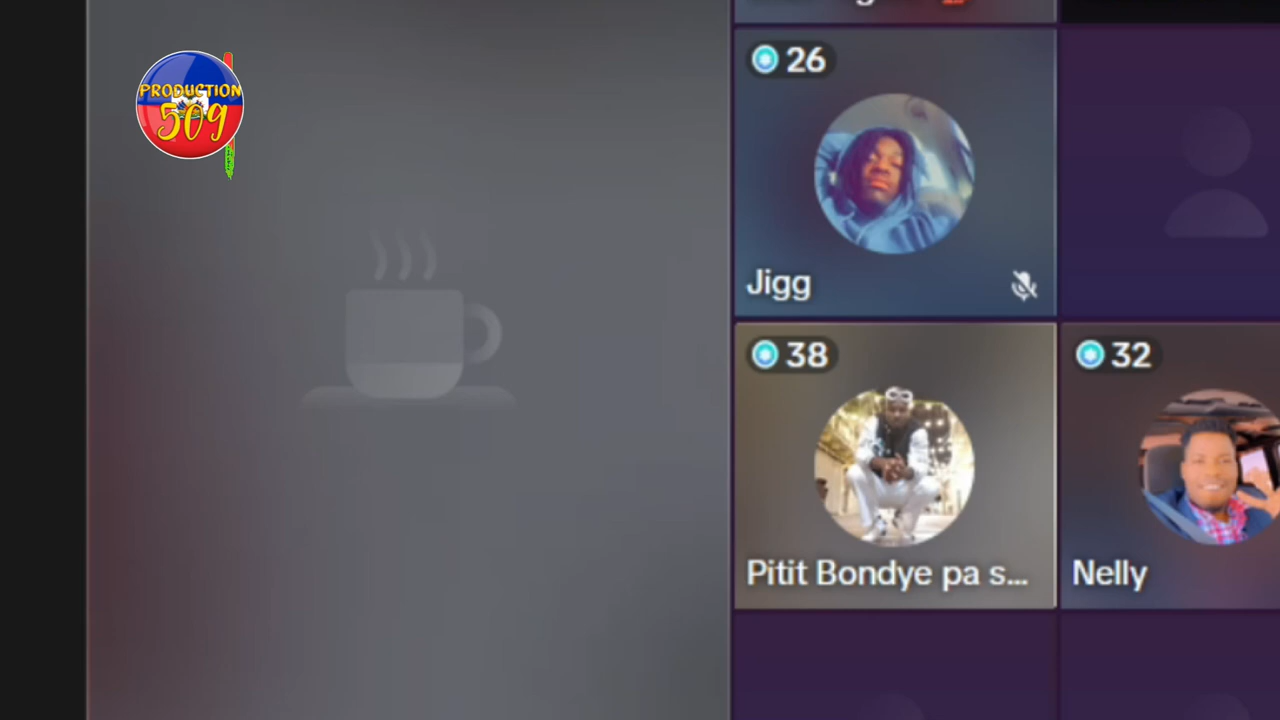 PRODUCTION
509
26
Jigg
38
32
Pitit Bondye pa s...
Nelly